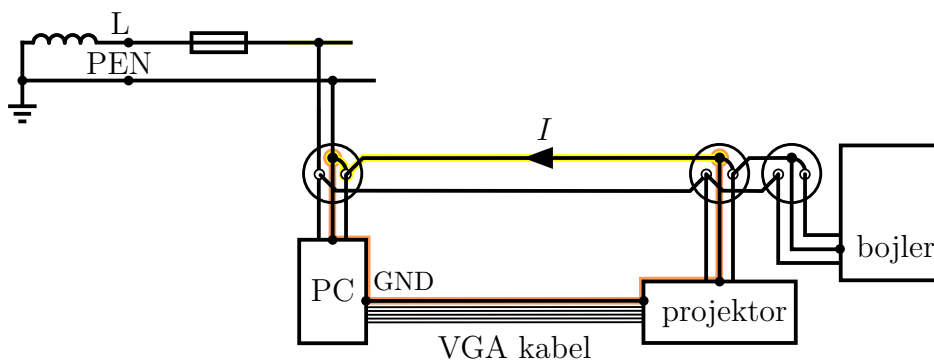 L
PEN
I
PC
GND
projektor
bojler
VGA kabel